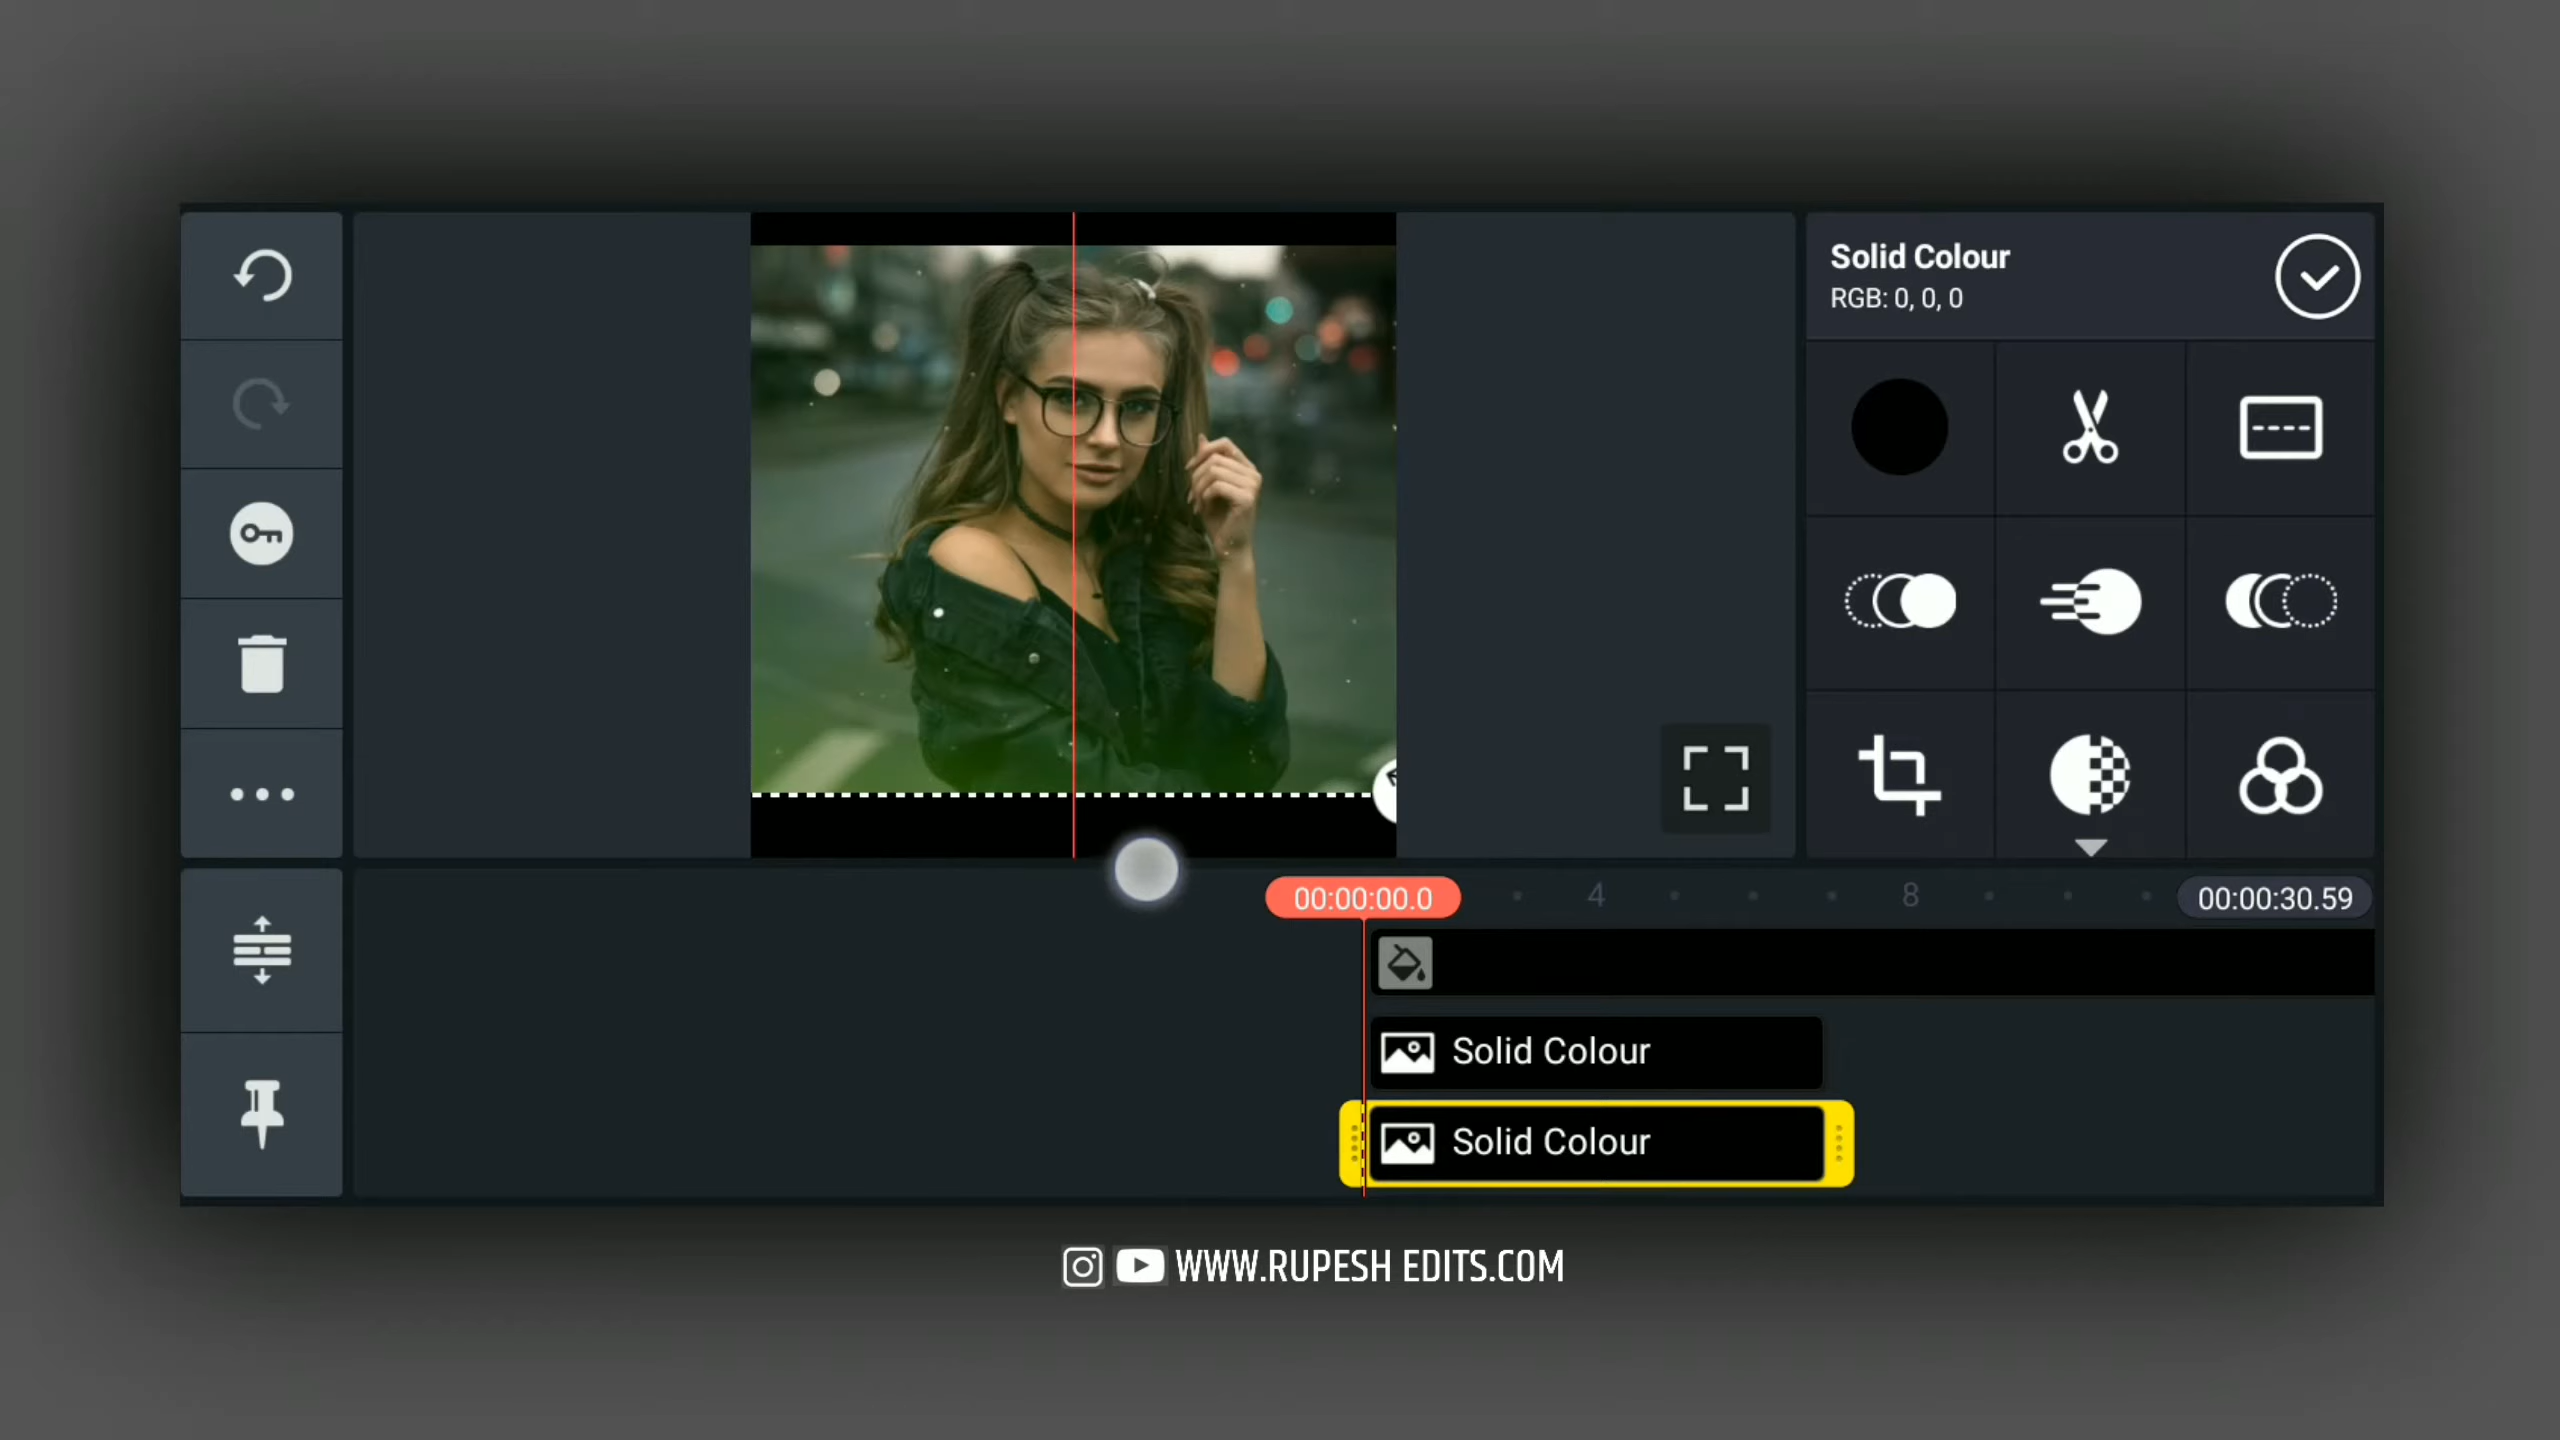 Solid Colour
RGB: 0, 0, 0
00:00:00.0
4
8
00:00:30.59
Solid Colour
Solid Colour
WWW.RUPESH EDITS.COM